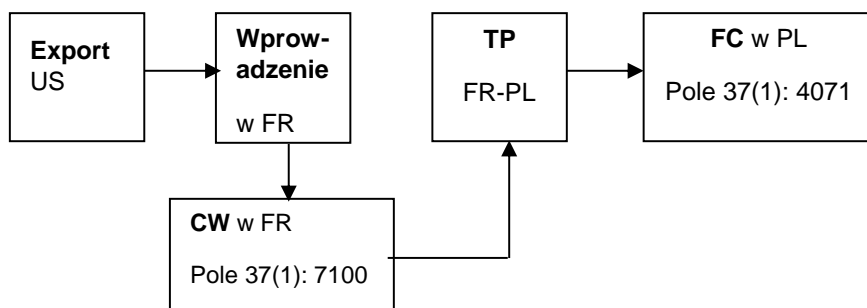 Export
US
Wprow-
adzenie
w FR
CW w FR
Pole 37(1): 7100
TP
FR-PL
FC w PL
Pole 37(1): 4071